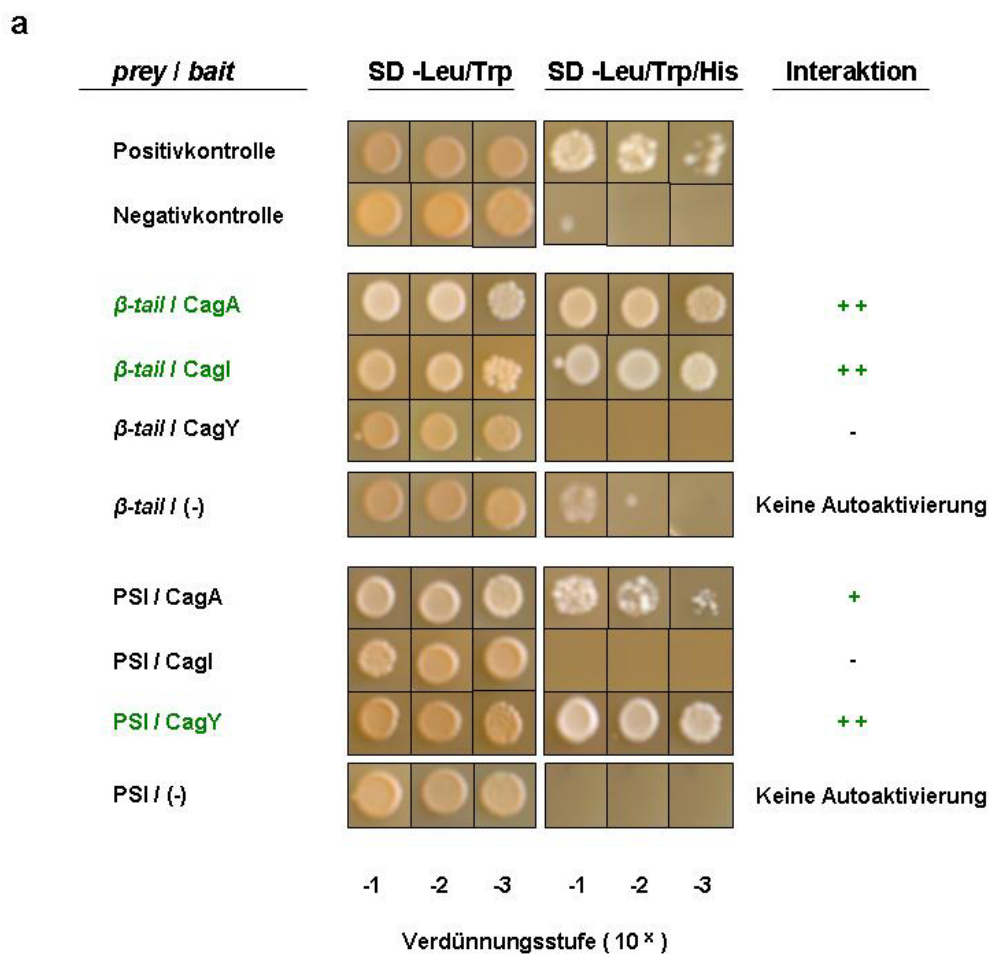 a
prey / bait SD -Leu/Trp SD -Leu/Trp/His Interaktion
Positivkontrolle
Negativkontrolle
β-tail / CagA ++
β-tail / CagI ++
β-tail / CagY -
β-tail / (-) Keine Autoaktivierung
PSI / CagA +
PSI / CagI -
PSI / CagY ++
PSI / (-) Keine Autoaktivierung
-1 -2 -3 -1 -2 -3
Verdünnungsstufe ( 10 ˣ )